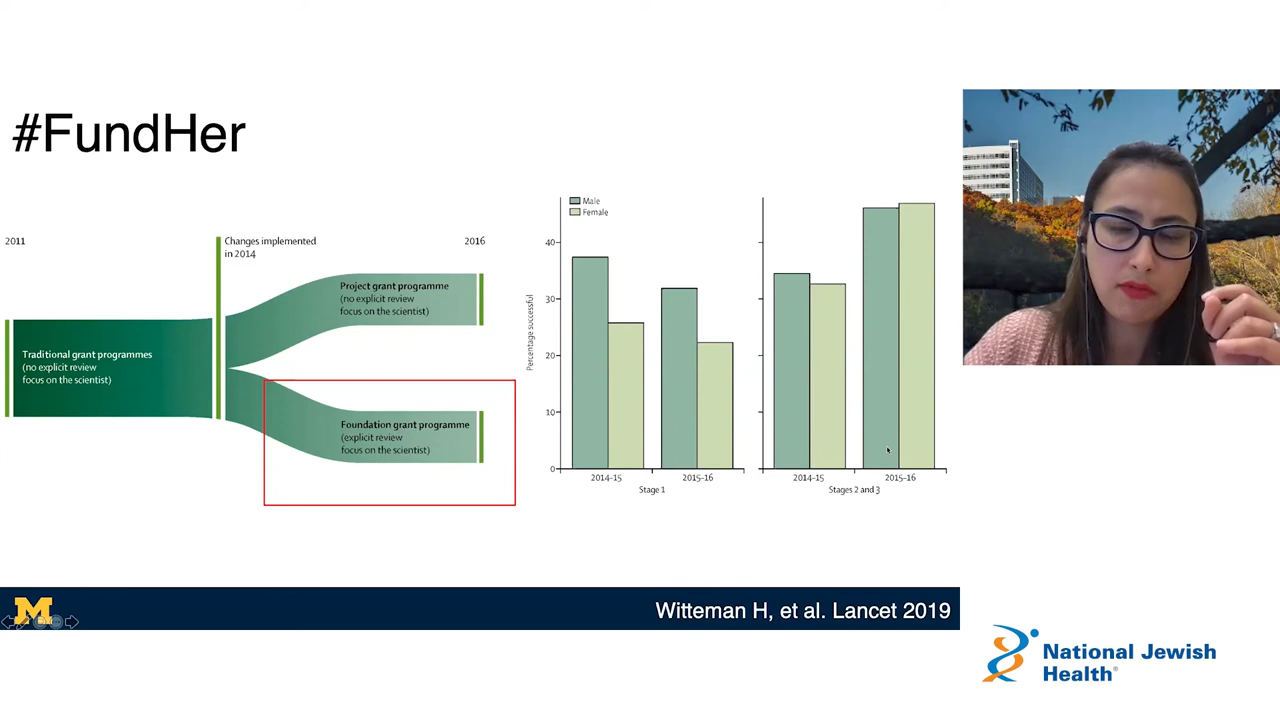 #FundHer
2011
Changes implemented
in 2014
2016
Traditional grant programmes
(no explicit review
focus on the scientist)
Project grant programme
(no explicit review
focus on the scientist)
Foundation grant programme
(explicit review
focus on the scientist)
Male
Female
Percentage successful
40
30
20
10
0
2014-15
2015-16
Stage 1
2014-15
2015-16
Stages 2 and 3
M
Witteman H, et al. Lancet 2019
National Jewish
Health®